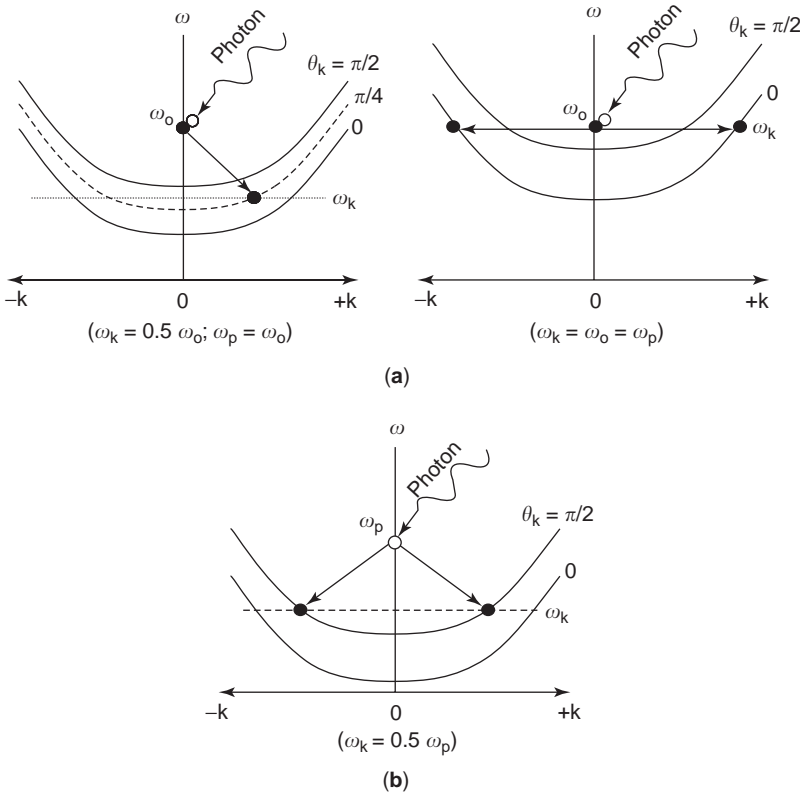 ω
Photon
θk = π/2
π/4
0
ωo
ωk
–k
0
+k
(ωk = 0.5 ωo; ωp = ωo)
ω
Photon
θk = π/2
0
ωo
ωk
–k
0
+k
(ωk = ωo = ωp)
(a)
ω
Photon
θk = π/2
ωp
0
ωk
–k
0
+k
(ωk = 0.5 ωp)
(b)